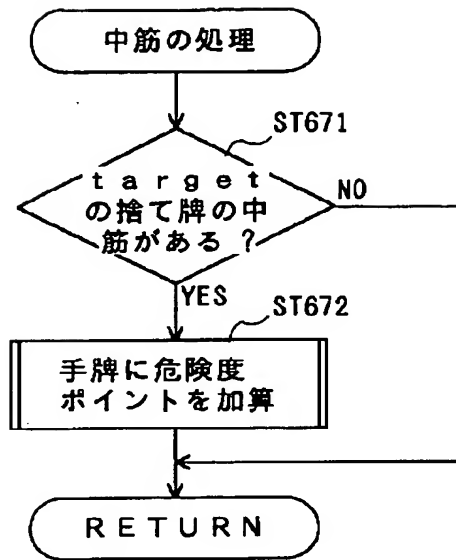 中筋の処理
ST671
target
の捨て牌の中
筋がある ?
NO
YES
ST672
手牌に危険度
ポイントを加算
RETURN